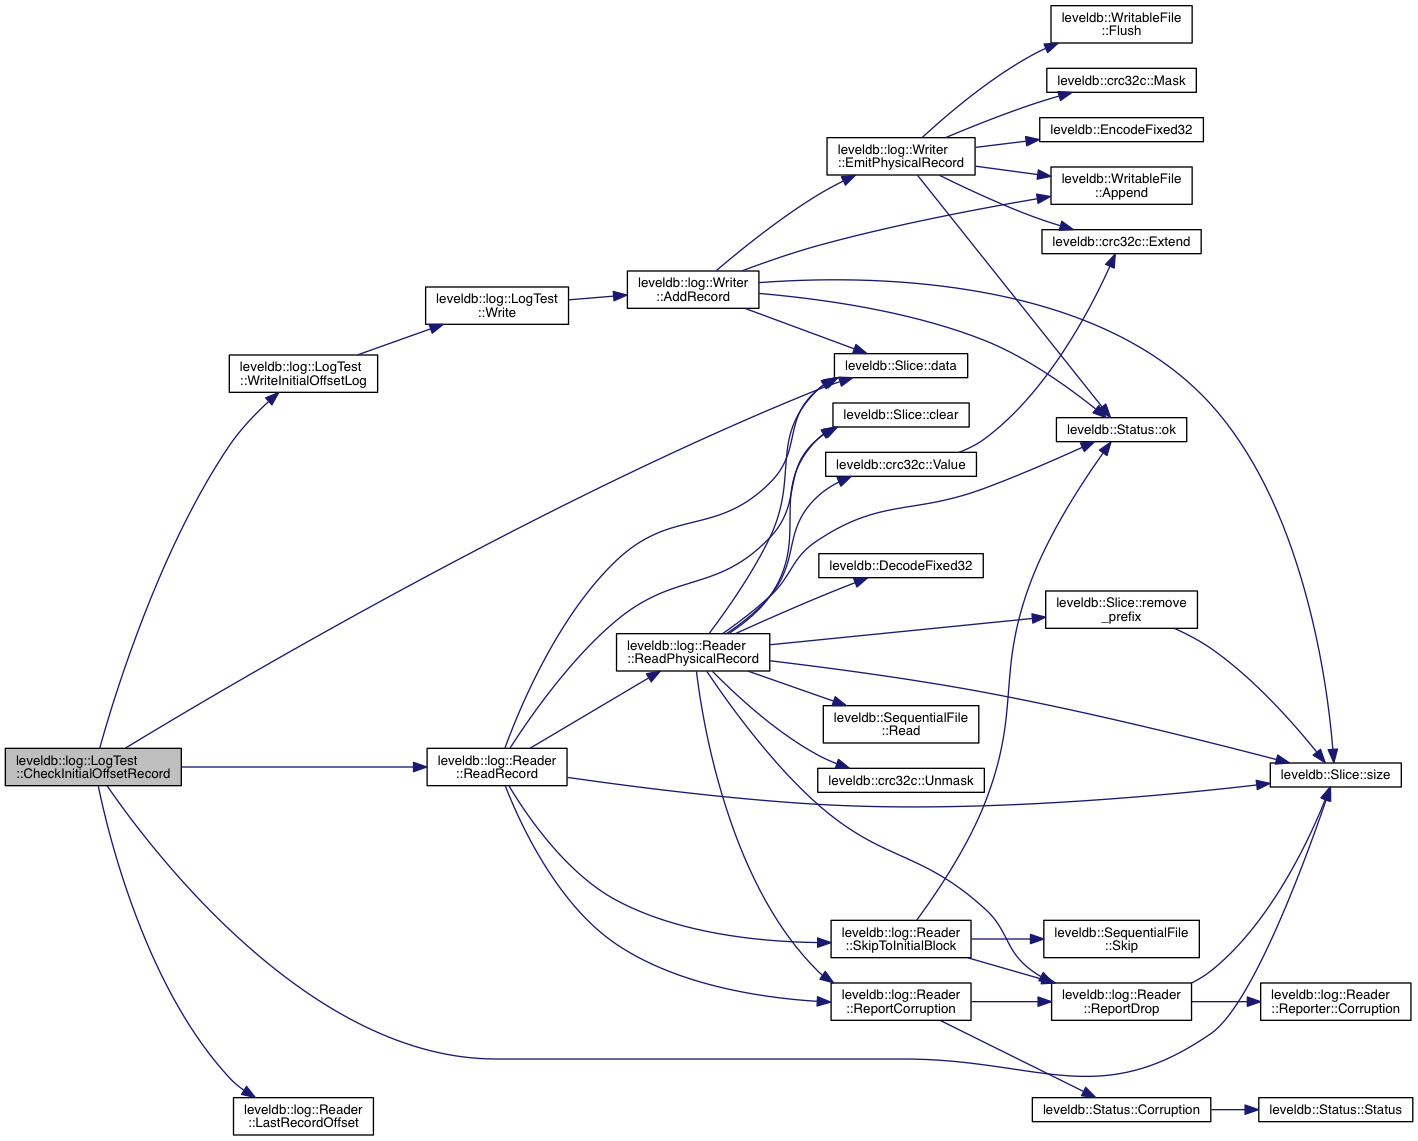 leveldb::WritableFile
::Flush
leveldb::crc32c::Mask
leveldb::EncodeFixed32
leveldb::log::Writer
::EmitPhysicalRecord
leveldb::WritableFile
::Append
leveldb::crc32c::Extend
leveldb::log::Writer
::AddRecord
leveldb::log::LogTest
::Write
leveldb::log::LogTest
::WriteInitialOffsetLog
leveldb::Slice::data
leveldb::Slice::clear
leveldb::Status::ok
leveldb::crc32c::Value
leveldb::DecodeFixed32
leveldb::Slice::remove
_prefix
leveldb::log::Reader
::ReadPhysicalRecord
leveldb::SequentialFile
::Read
leveldb::log::LogTest
::CheckInitialOffsetRecord
leveldb::log::Reader
::ReadRecord
leveldb::crc32c::Unmask
leveldb::Slice::size
leveldb::log::Reader
::SkipToInitialBlock
leveldb::SequentialFile
::Skip
leveldb::log::Reader
::ReportCorruption
leveldb::log::Reader
::ReportDrop
leveldb::log::Reader
::Reporter::Corruption
leveldb::log::Reader
::LastRecordOffset
leveldb::Status::Corruption
leveldb::Status::Status